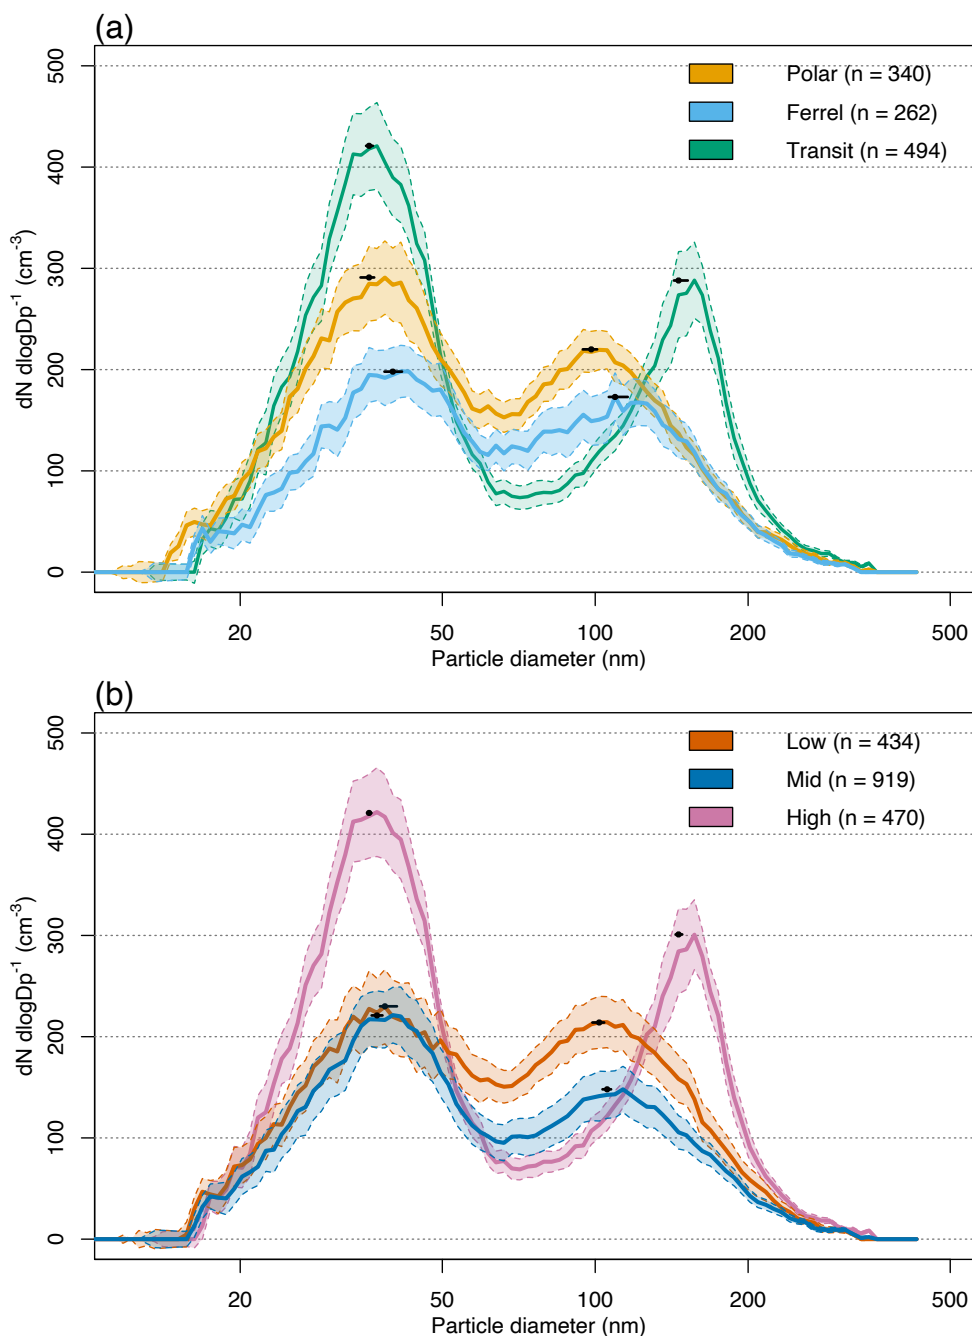 (a)
500
400
300
200
100
0
dN dlogDp⁻¹ (cm⁻³)
Polar (n = 340)
Ferrel (n = 262)
Transit (n = 494)
20 50 100 200 500
Particle diameter (nm)
(b)
500
400
300
200
100
0
dN dlogDp⁻¹ (cm⁻³)
Low (n = 434)
Mid (n = 919)
High (n = 470)
20 50 100 200 500
Particle diameter (nm)